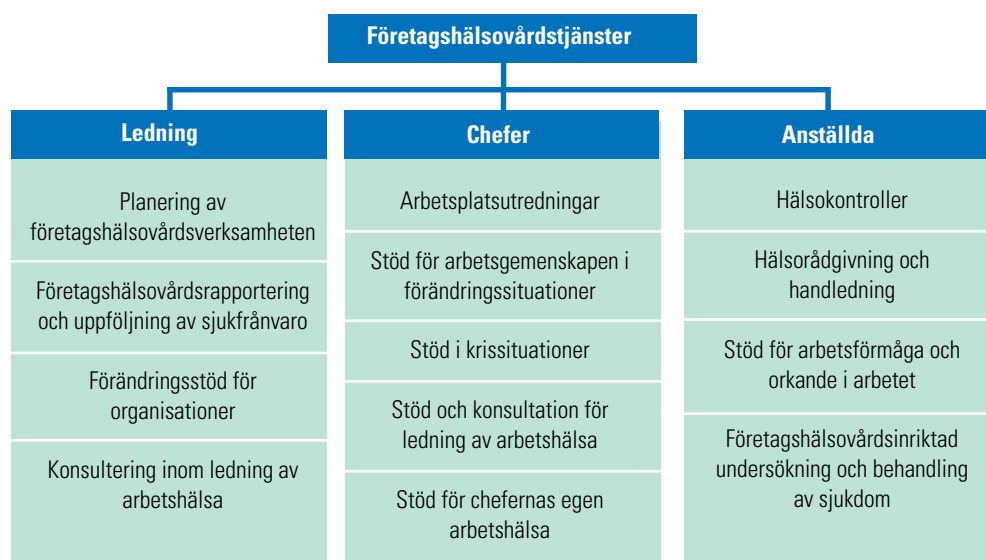 Företagshälsovårdstjänster
Ledning
Planering av
företagshälsovårdsverksamheten
Företagshälsovårdsrapportering
och uppföljning av sjukfrånvaro
Förändringsstöd för
organisationer
Konsultering inom ledning av
arbetshälsa
Chefer
Arbetsplatsutredningar
Stöd för arbetsgemenskapen i
förändringssituationer
Stöd i krissituationer
Stöd och konsultation för
ledning av arbetshälsa
Stöd för chefernas egen
arbetshälsa
Anställda
Hälsokontroller
Hälsorådgivning och
handledning
Stöd för arbetsförmåga och
orkande i arbetet
Företagshälsovårdsinriktad
undersökning och behandling
av sjukdom